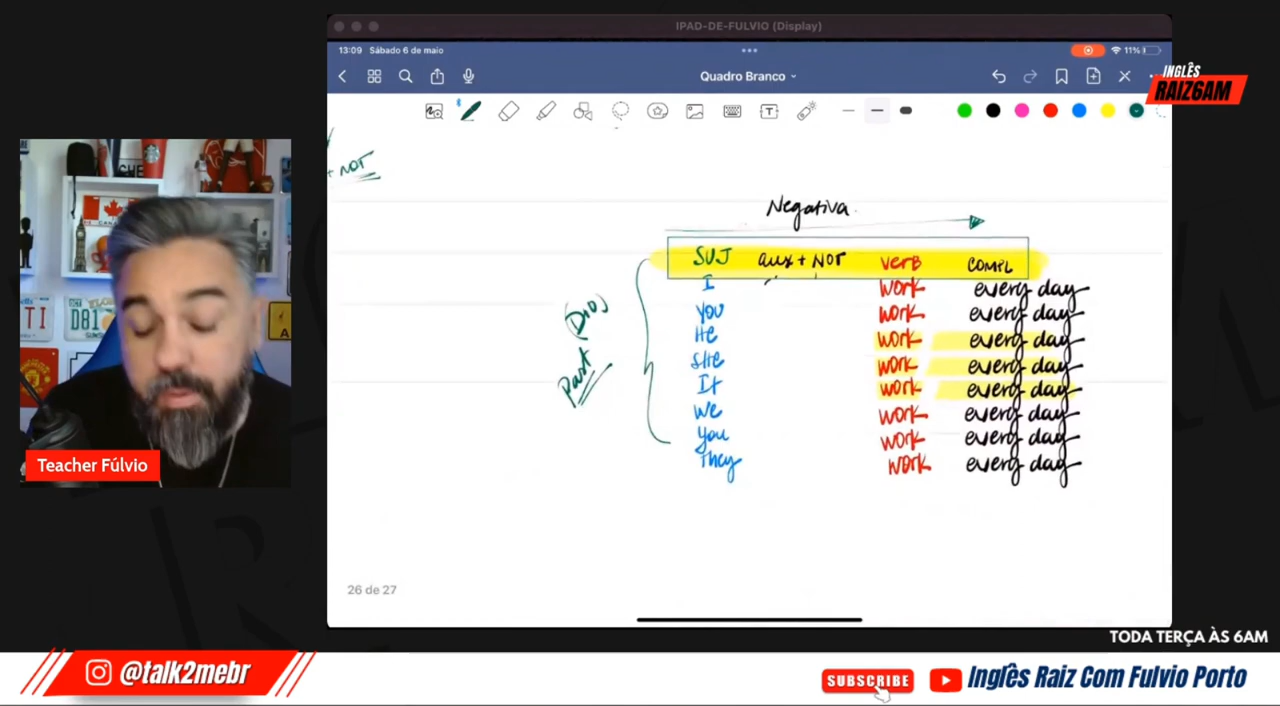 IPAD-DE-FULVIO (Display)
13:09 Sábado 6 de maio
11%
Quadro Branco
INGLÊS
RAIZ6AM
+ NOT
Negativa
SUJ aux + NOT Verb COMPL
I work every day
You work every day
He work every day
She work every day
It work every day
We work every day
You work every day
They work every day
Past (DID)
26 de 27
Teacher Fúlvio
TODA TERÇA ÀS 6AM
@talk2mebr
SUBSCRIBE
Inglês Raiz Com Fulvio Porto